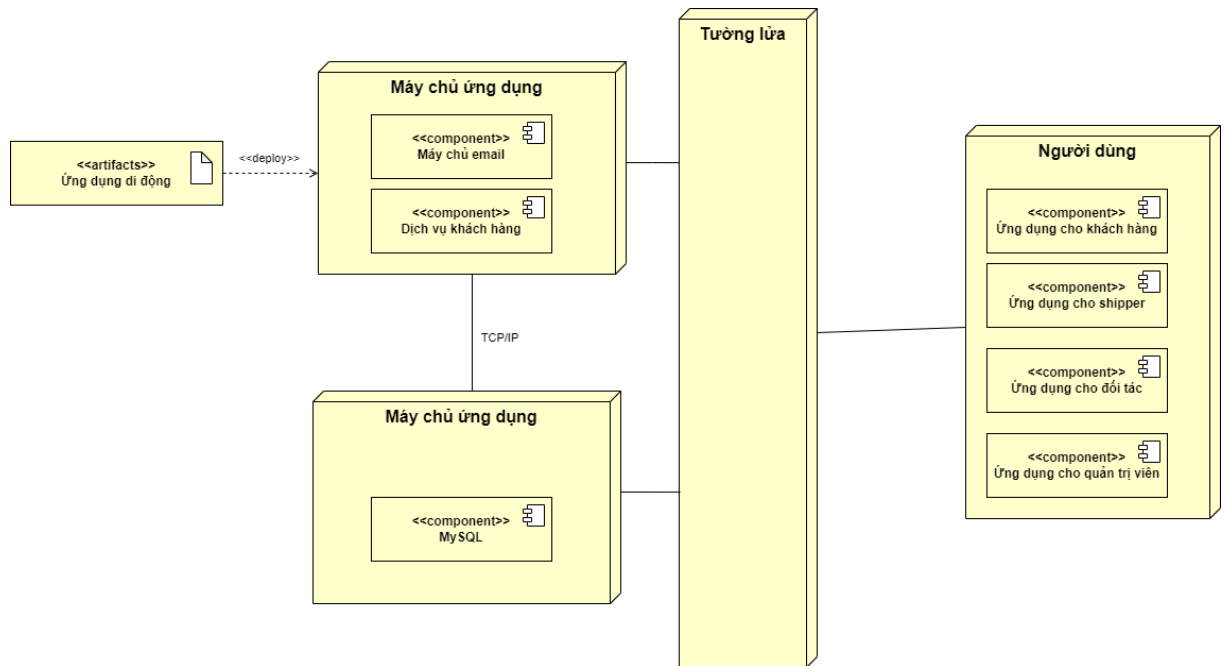 Tường lửa
Máy chủ ứng dụng
<<component>>
Máy chủ email
<<component>>
Dịch vụ khách hàng
<<artifacts>>
Ứng dụng di động
<<deploy>>
TCP/IP
Máy chủ ứng dụng
<<component>>
MySQL
Người dùng
<<component>>
Ứng dụng cho khách hàng
<<component>>
Ứng dụng cho shipper
<<component>>
Ứng dụng cho đối tác
<<component>>
Ứng dụng cho quản trị viên